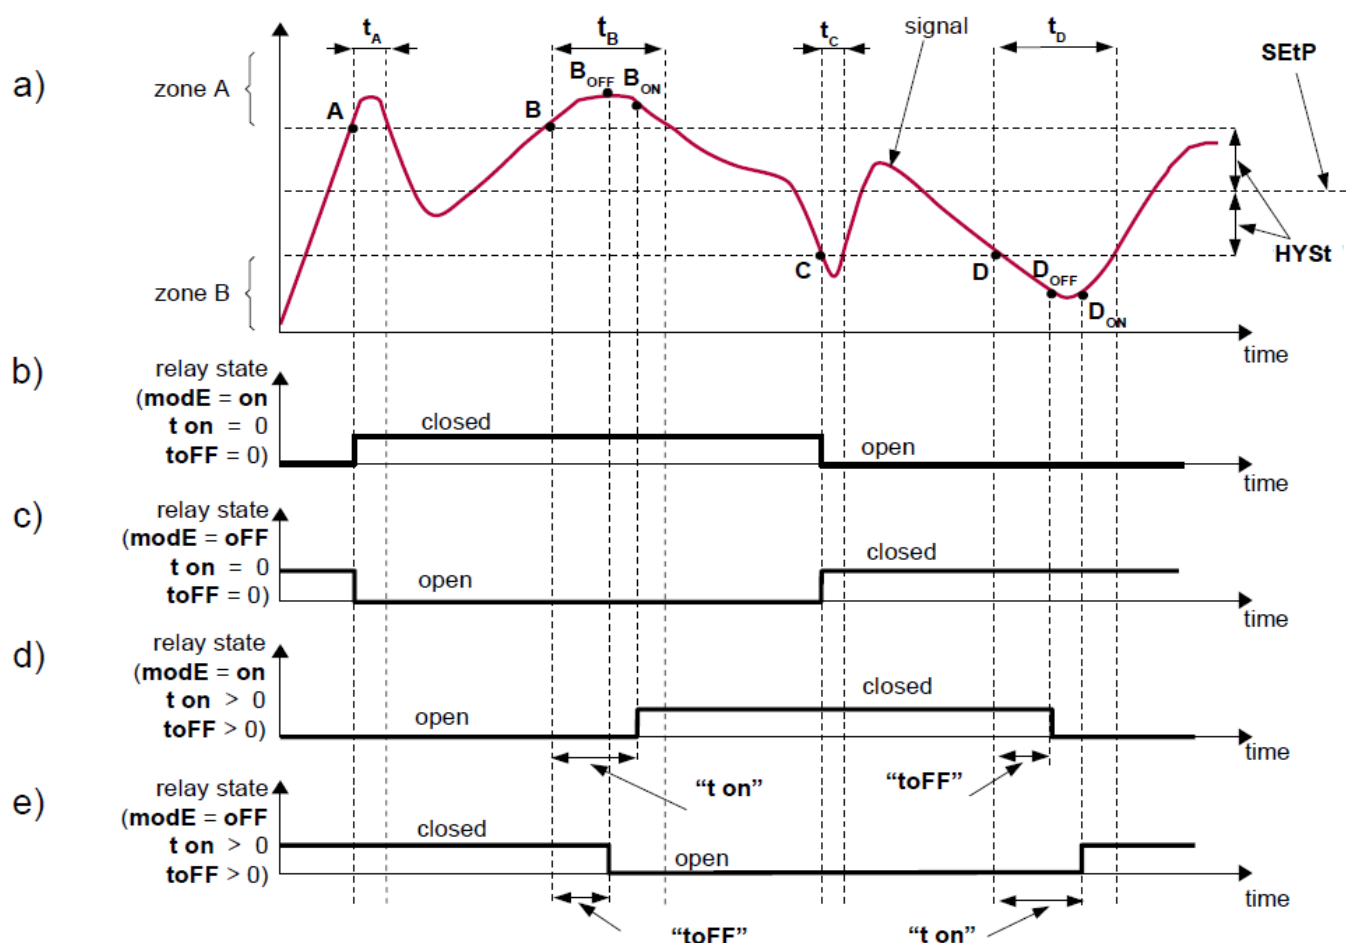 a)
t_A
t_B
t_C
signal
t_D
SEtP
zone A
A
B
B_OFF
B_ON
HYSt
zone B
C
D
D_OFF
D_ON
time
b)
relay state
(modE = on
t on = 0
toFF = 0)
closed
open
time
c)
relay state
(modE = oFF
t on = 0
toFF = 0)
open
closed
time
d)
relay state
(modE = on
t on > 0
toFF > 0)
open
closed
time
"t on"
"toFF"
e)
relay state
(modE = oFF
t on > 0
toFF > 0)
closed
open
time
"toFF"
"t on"